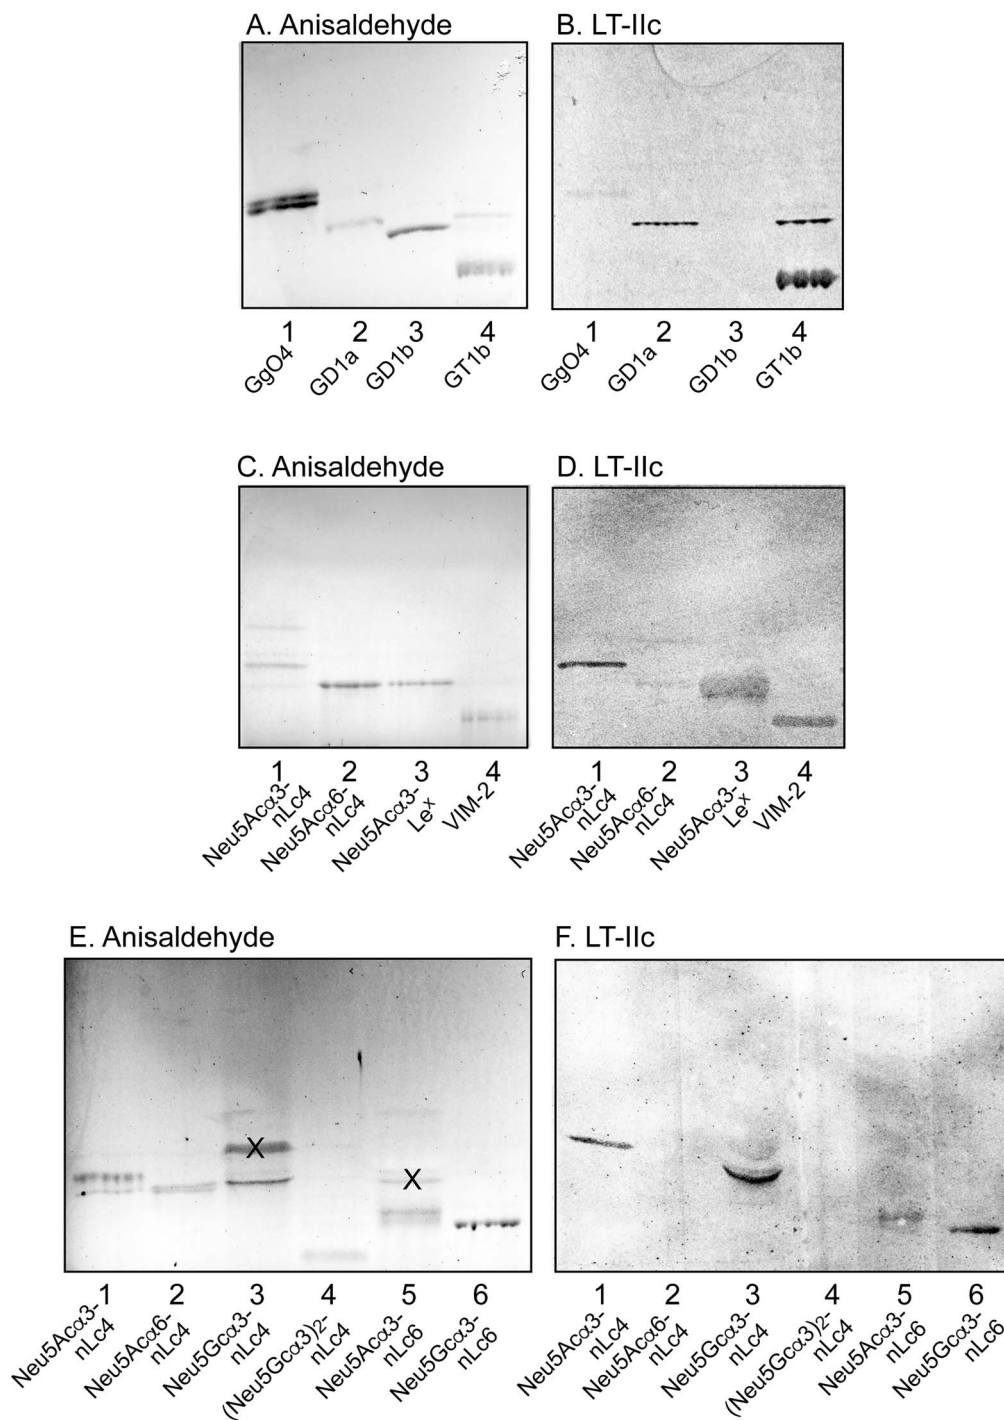 A. Anisaldehyde
B. LT-IIc
1 2 3 4
GgO4 GD1a GD1b GT1b
1 2 3 4
GgO4 GD1a GD1b GT1b
C. Anisaldehyde
D. LT-IIc
1 2 3 4
Neu5Acα3-
nLc4
Neu5Acα6-
nLc4
Neu5Acα3-
Leˣ
VIM-2
1 2 3 4
Neu5Acα3-
nLc4
Neu5Acα6-
nLc4
Neu5Acα3-
Leˣ
VIM-2
E. Anisaldehyde
F. LT-IIc
X
X
1 2 3 4 5 6
Neu5Acα3-
nLc4
Neu5Acα6-
nLc4
Neu5Gcα3-
nLc4
(Neu5Gcα3)2-
nLc4
Neu5Acα3-
nLc6
Neu5Gcα3-
nLc6
1 2 3 4 5 6
Neu5Acα3-
nLc4
Neu5Acα6-
nLc4
Neu5Gcα3-
nLc4
(Neu5Gcα3)2-
nLc4
Neu5Acα3-
nLc6
Neu5Gcα3-
nLc6